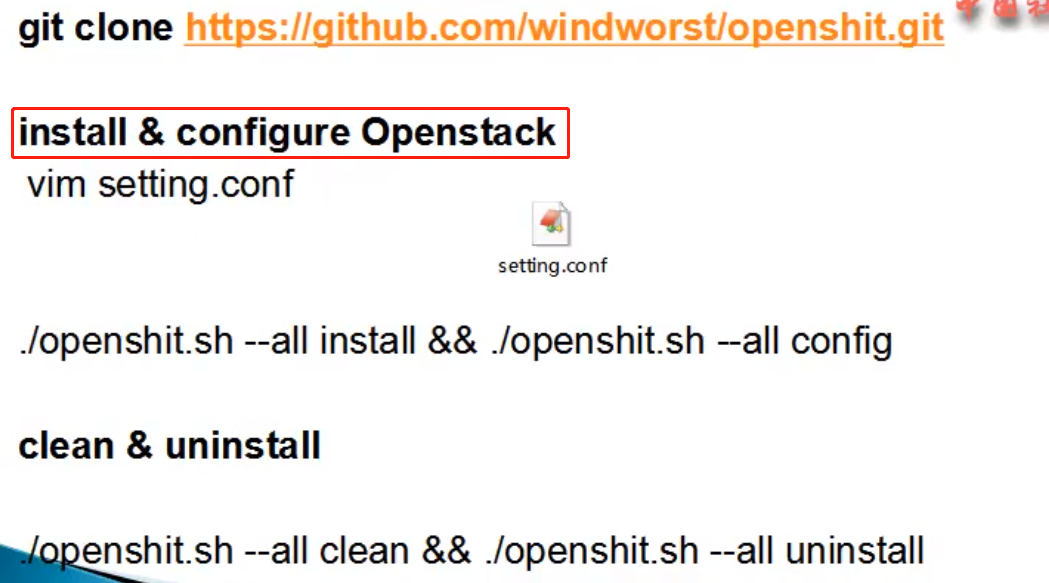 git clone https://github.com/windworst/openshit.git
install & configure Openstack
vim setting.conf
setting.conf
./openshit.sh --all install && ./openshit.sh --all config
clean & uninstall
./openshit.sh --all clean && ./openshit.sh --all uninstall